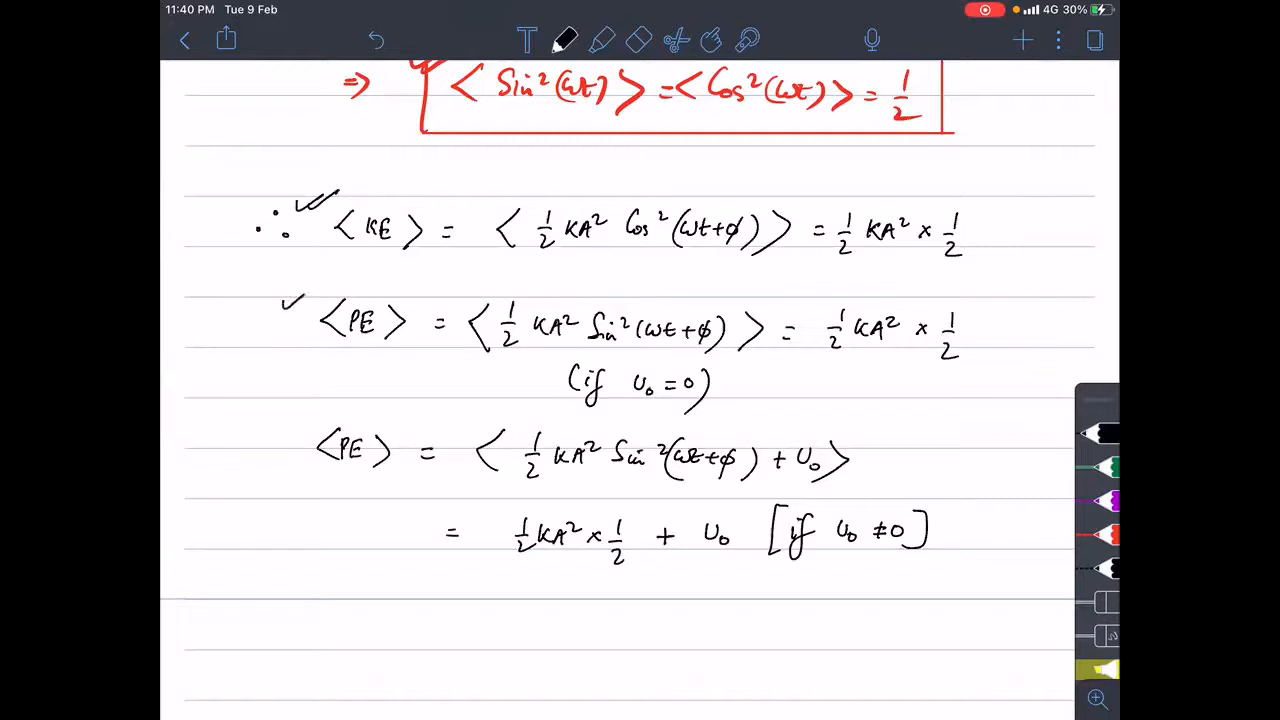 11:40 PM Tue 9 Feb 4G 30%
⇒ < Sin²(ωt) > = < Cos²(ωt) > = 1/2
∴ <KE> = < 1/2 KA² Cos²(ωt+φ) > = 1/2 KA² × 1/2
<PE> = < 1/2 KA² Sin²(ωt+φ) > = 1/2 KA² × 1/2
(if U₀ = 0)
<PE> = < 1/2 KA² Sin²(ωt+φ) + U₀ >
= 1/2 KA² × 1/2 + U₀ [if U₀ ≠ 0]